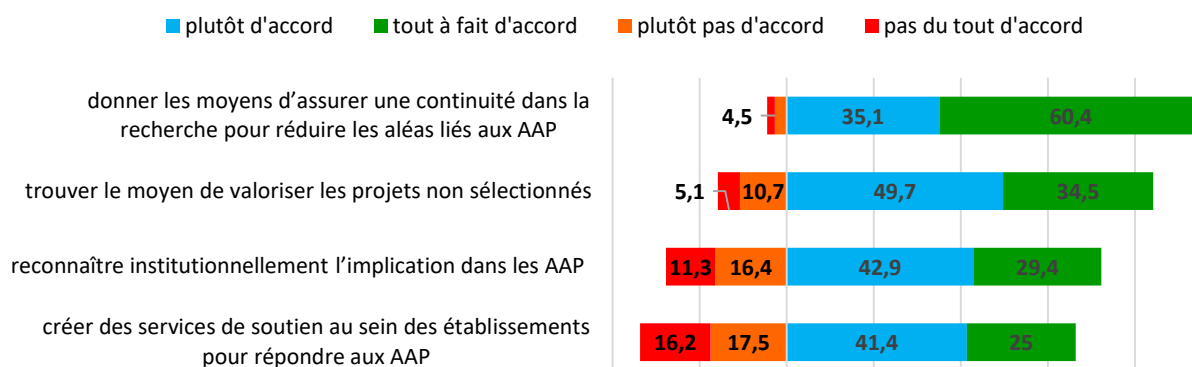 plutôt d'accord tout à fait d'accord plutôt pas d'accord pas du tout d'accord
donner les moyens d’assurer une continuité dans la
recherche pour réduire les aléas liés aux AAP
4,5 35,1 60,4
trouver le moyen de valoriser les projets non sélectionnés
5,1 10,7 49,7 34,5
reconnaître institutionnellement l’implication dans les AAP
11,3 16,4 42,9 29,4
créer des services de soutien au sein des établissements
pour répondre aux AAP
16,2 17,5 41,4 25